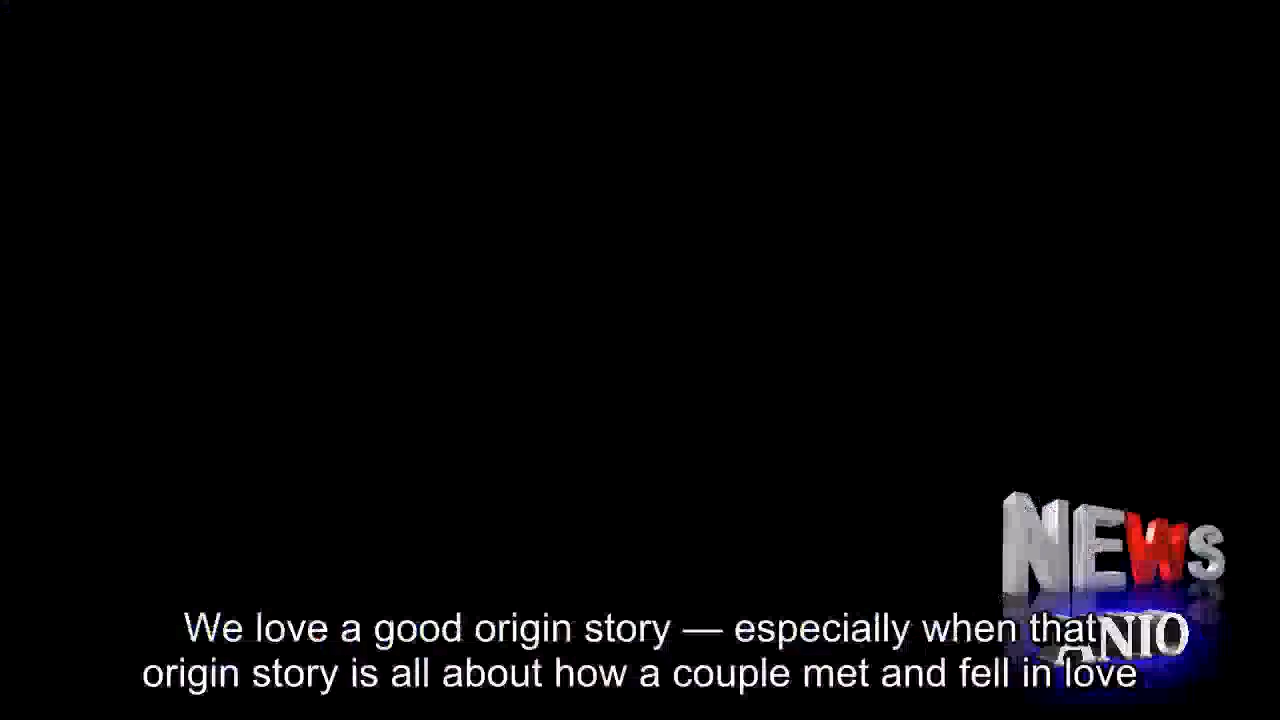 NEWS
ANIO
We love a good origin story — especially when that
origin story is all about how a couple met and fell in love